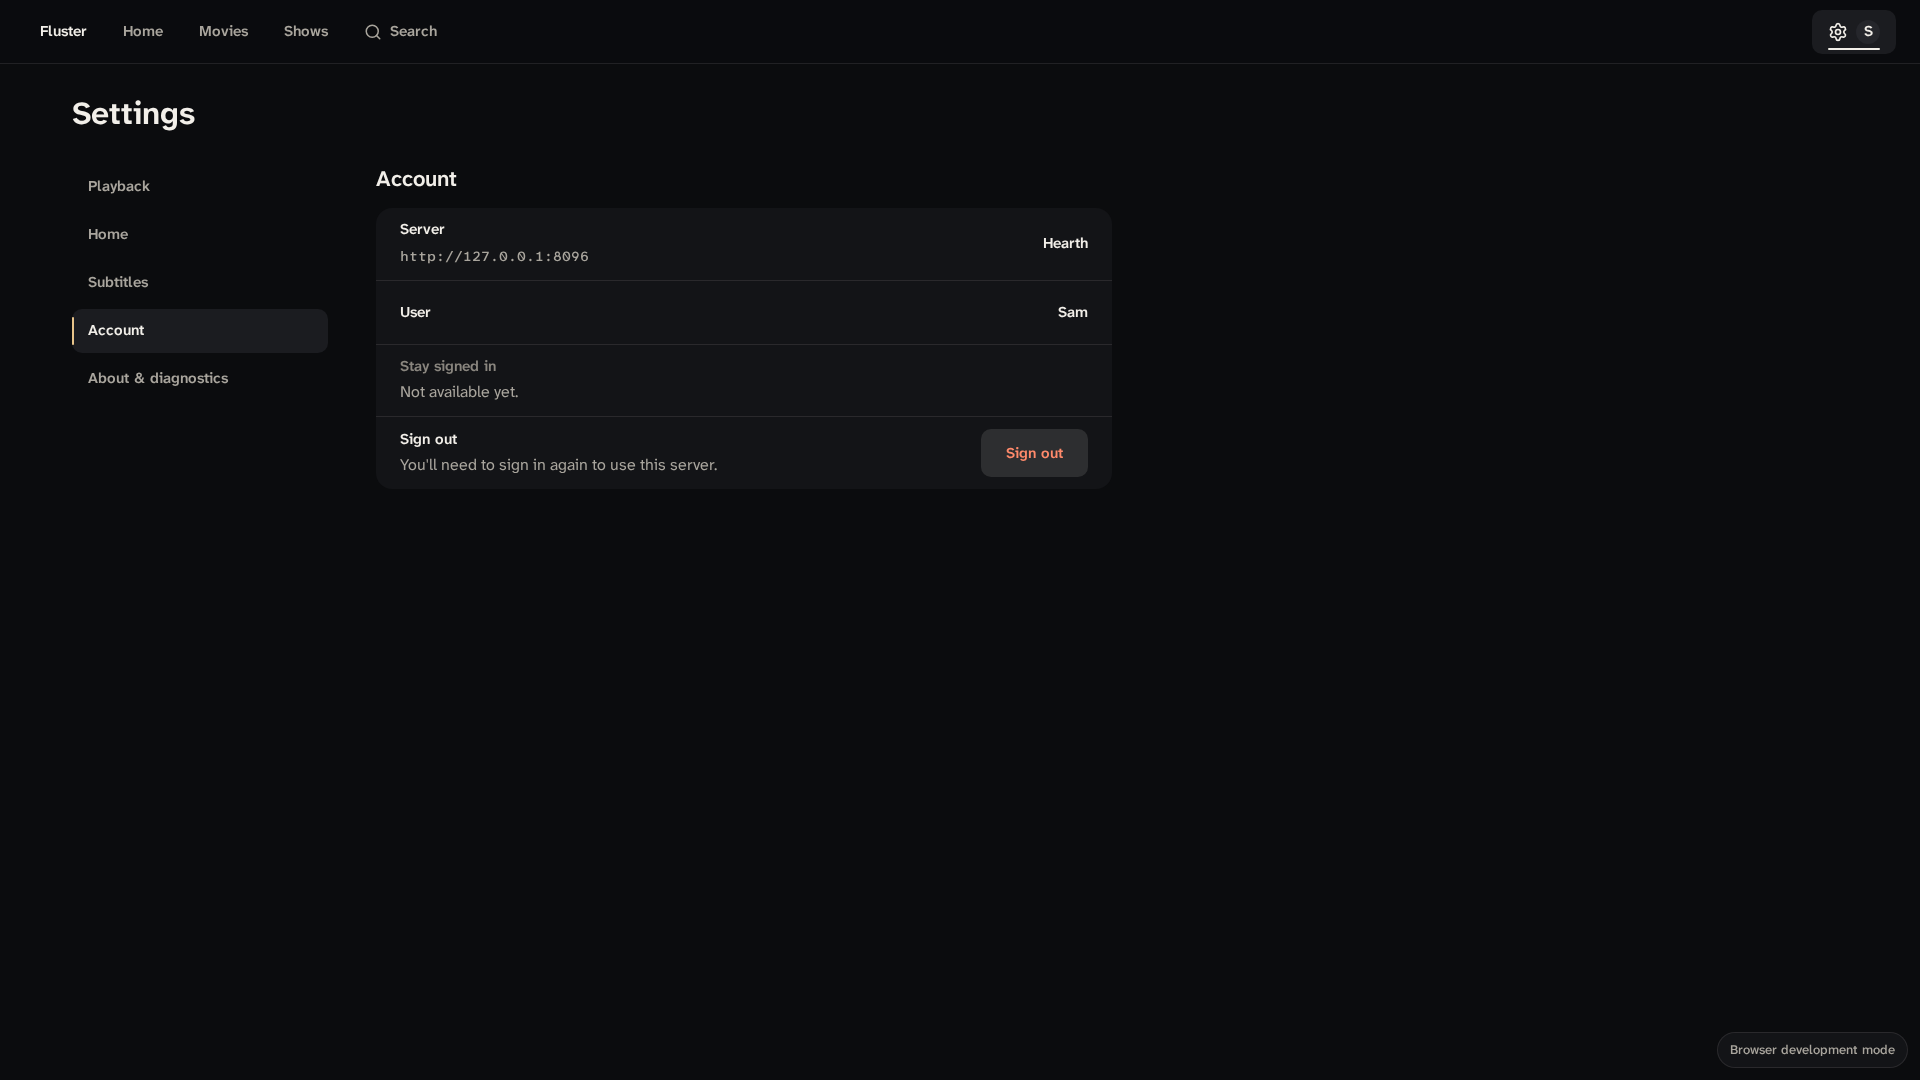 Fluster Home Movies Shows Search S
Settings
Playback
Home
Subtitles
Account
About & diagnostics
Account
Server
http://127.0.0.1:8096
Hearth
User
Sam
Stay signed in
Not available yet.
Sign out
You'll need to sign in again to use this server.
Sign out
Browser development mode